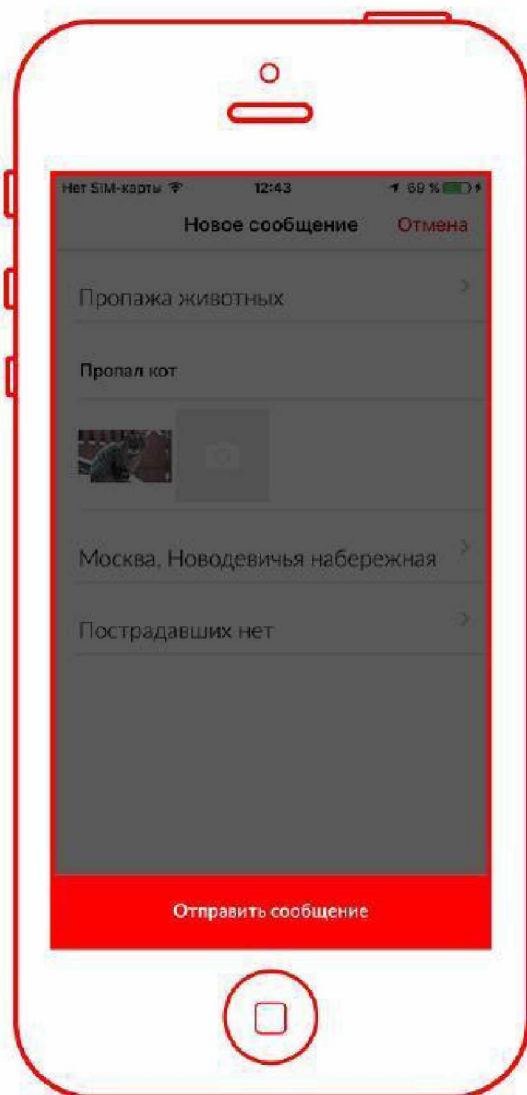 Нет SIM-карты 12:43 69 %
Новое сообщение Отмена
Пропажа животных
Пропал кот
Москва, Новодевичья набережная
Пострадавших нет
Отправить сообщение